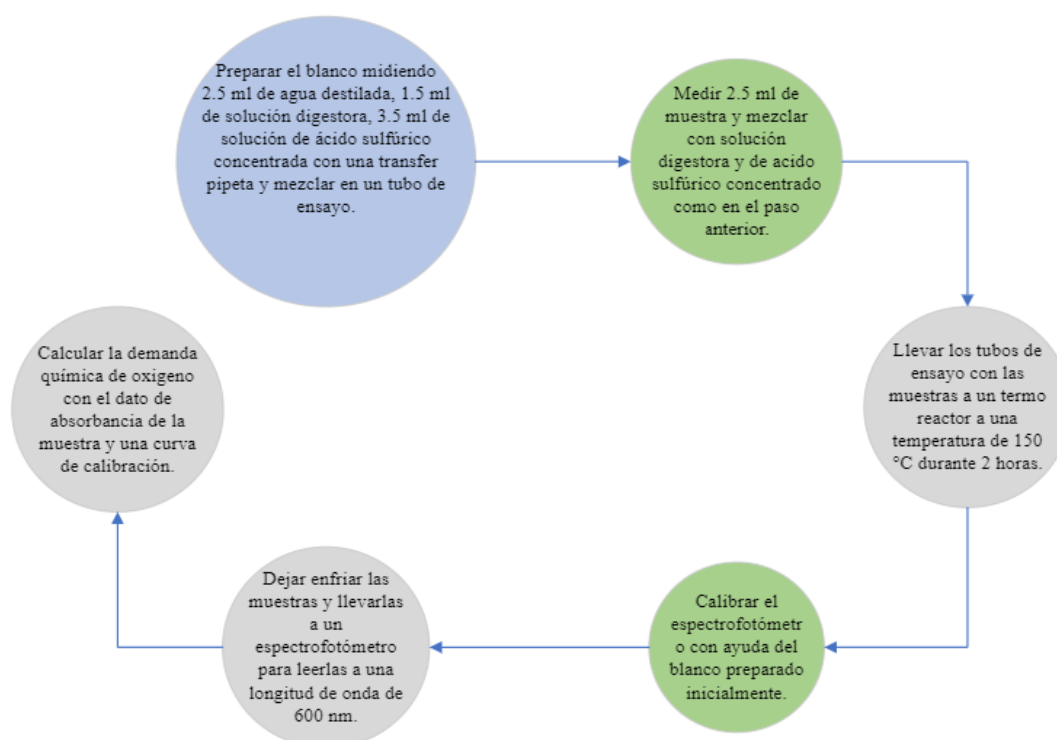 Preparar el blanco midiendo
2.5 ml de agua destilada, 1.5 ml
de solución digestora, 3.5 ml de
solución de ácido sulfúrico
concentrada con una transfer
pipeta y mezclar en un tubo de
ensayo.
Medir 2.5 ml de
muestra y mezclar
con solución
digestora y de acido
sulfúrico concentrado
como en el paso
anterior.
Llevar los tubos de
ensayo con las
muestras a un termo
reactor a una
temperatura de 150
°C durante 2 horas.
Calibrar el
espectrofotómetr
o con ayuda del
blanco preparado
inicialmente.
Dejar enfriar las
muestras y llevarlas
a un
espectrofotómetro
para leerlas a una
longitud de onda de
600 nm.
Calcular la demanda
química de oxigeno
con el dato de
absorbancia de la
muestra y una curva
de calibración.